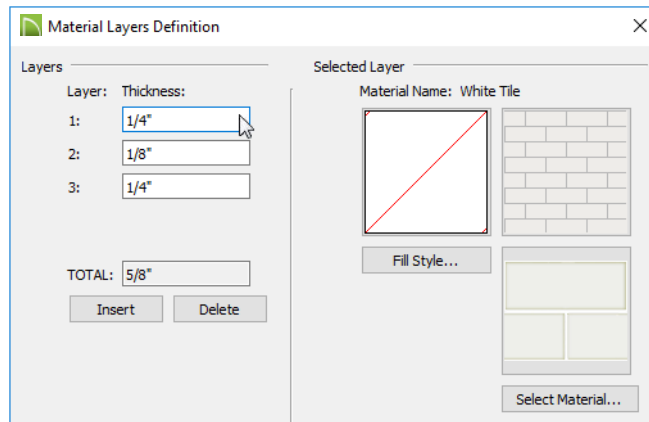 Material Layers Definition
Layers
Layer: Thickness:
1: 1/4"
2: 1/8"
3: 1/4"
TOTAL: 5/8"
Insert Delete
Selected Layer
Material Name: White Tile
Fill Style...
Select Material...